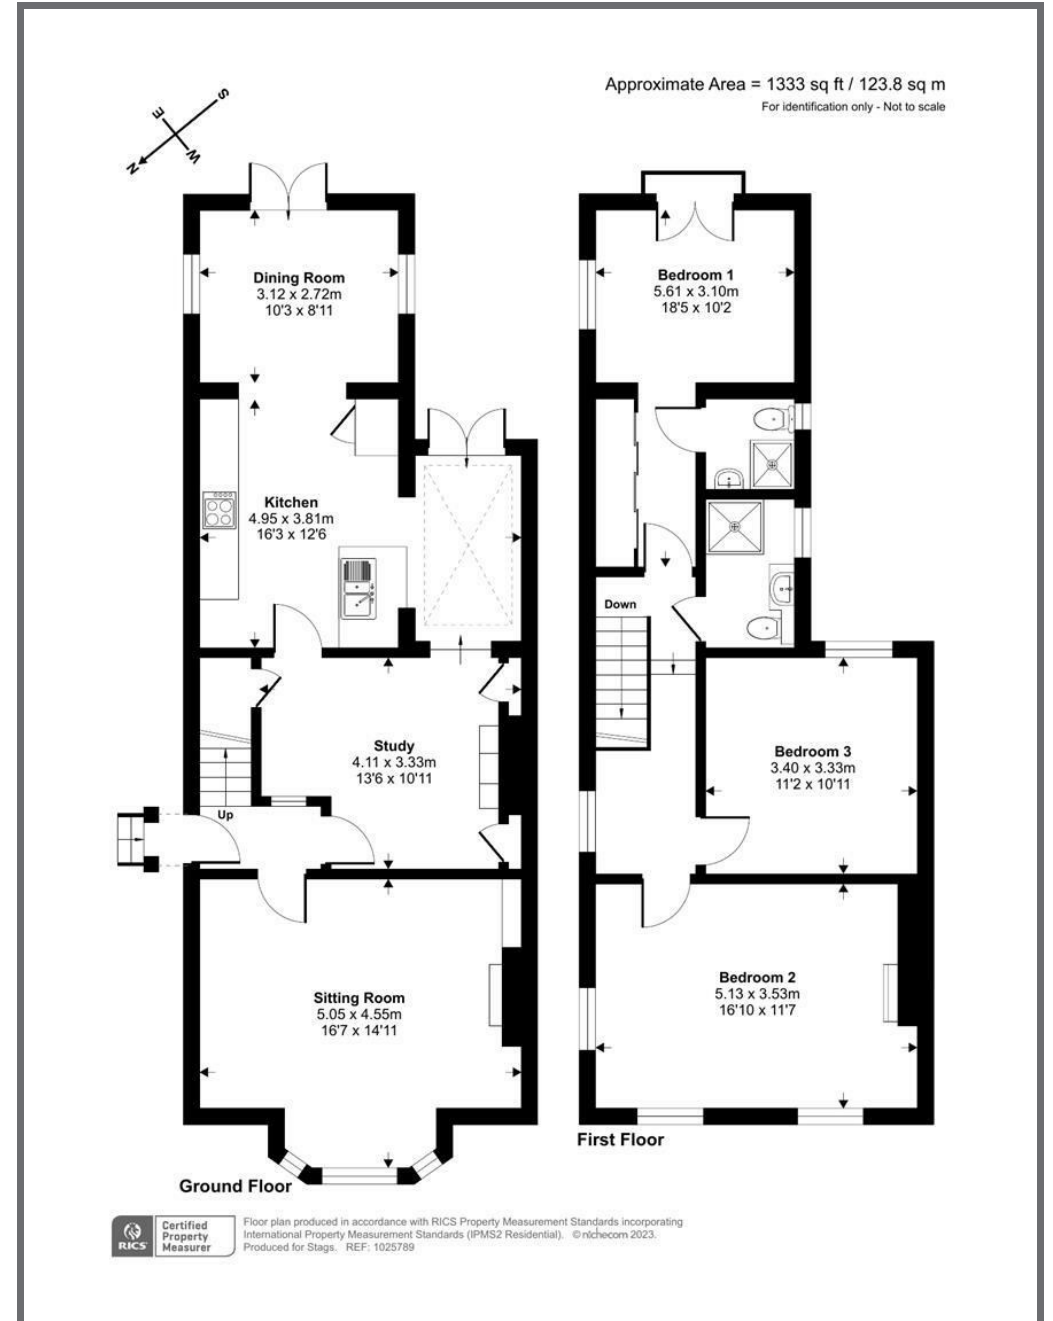 Approximate Area = 1333 sq ft / 123.8 sq m
For identification only - Not to scale
S
E
W
N
Dining Room
3.12 x 2.72m
10'3 x 8'11
Kitchen
4.95 x 3.81m
16'3 x 12'6
Study
4.11 x 3.33m
13'6 x 10'11
Up
Sitting Room
5.05 x 4.55m
16'7 x 14'11
Ground Floor
Bedroom 1
5.61 x 3.10m
18'5 x 10'2
Down
Bedroom 3
3.40 x 3.33m
11'2 x 10'11
Bedroom 2
5.13 x 3.53m
16'10 x 11'7
First Floor
RICS
Certified
Property
Measurer
Floor plan produced in accordance with RICS Property Measurement Standards incorporating
International Property Measurement Standards (IPMS2 Residential). © nichecom 2023.
Produced for Stags. REF: 1025789